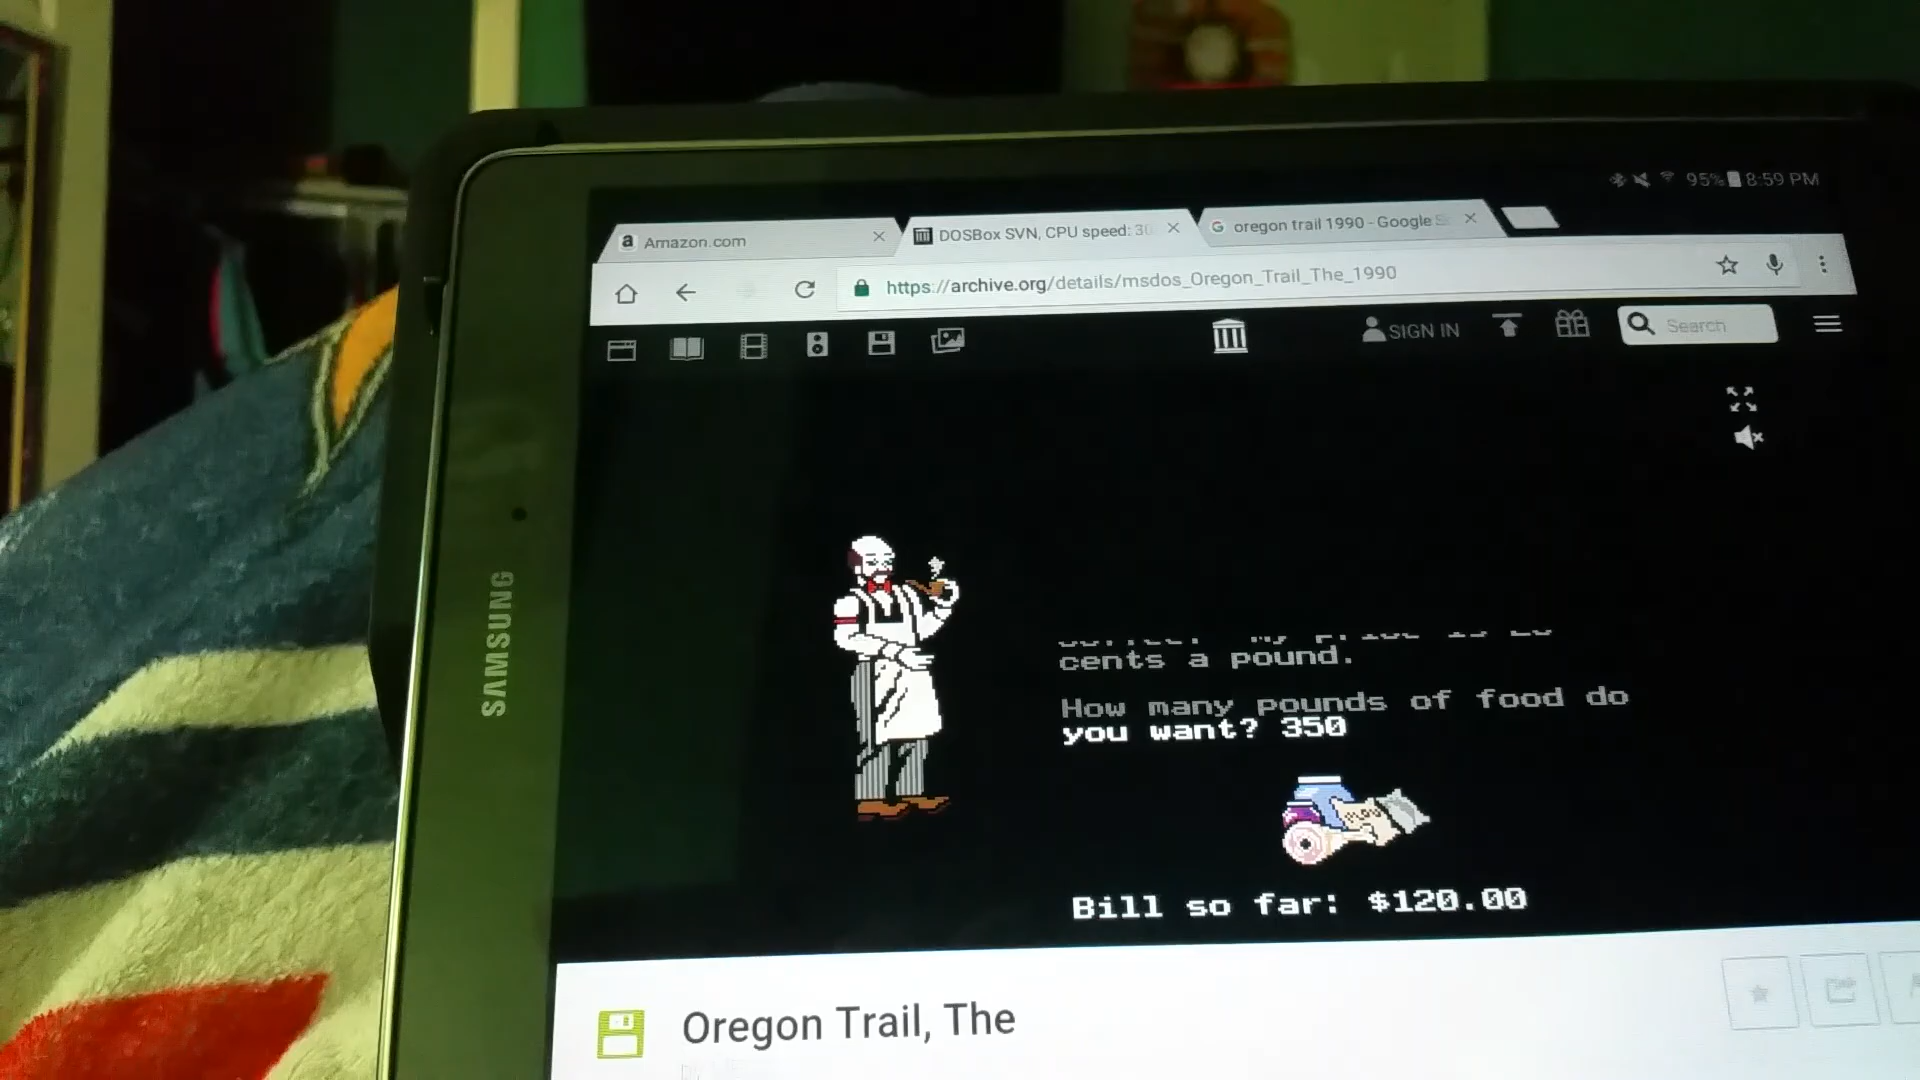 95% 8:59 PM
Amazon.com
DOSBox SVN, CPU speed: 30
oregon trail 1990 - Google
https://archive.org/details/msdos_Oregon_Trail_The_1990
SIGN IN
Search
SAMSUNG
cents a pound.
How many pounds of food do
you want? 350
Bill so far: $120.00
Oregon Trail, The